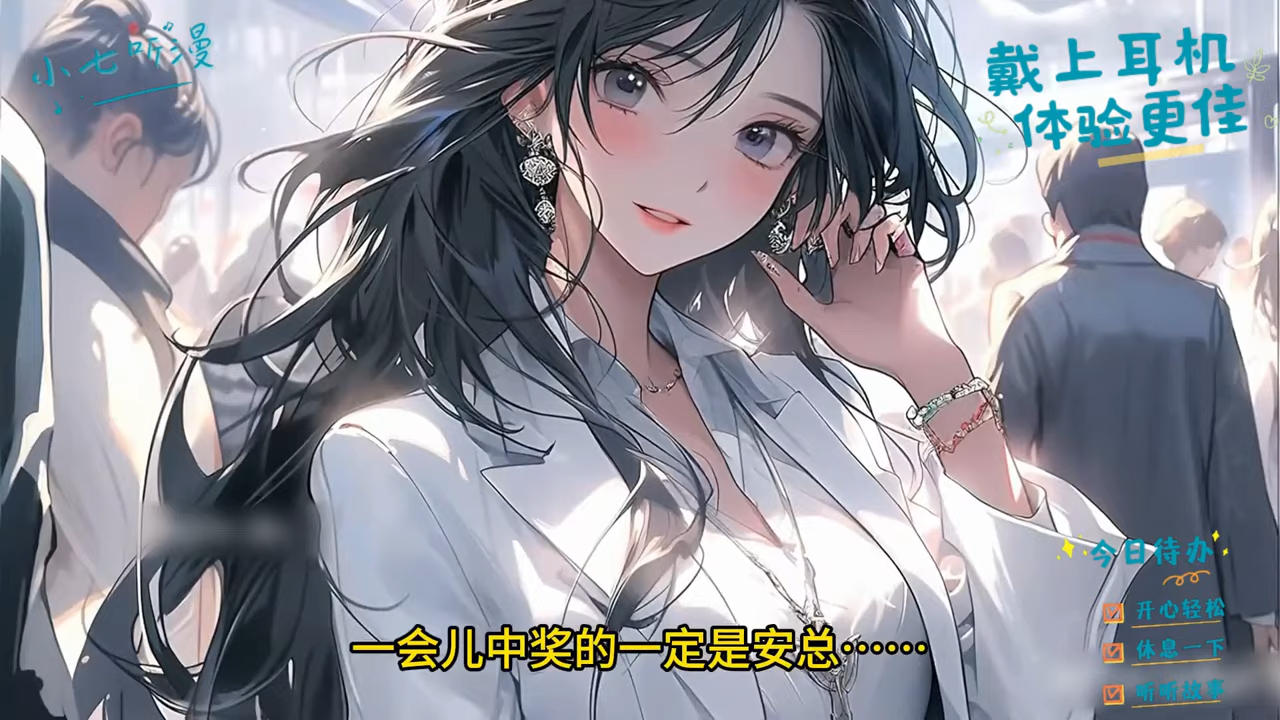 小七听漫
戴上耳机
体验更佳
今日待办
开心轻松
休息一下
听听故事
一会儿中奖的一定是安总……